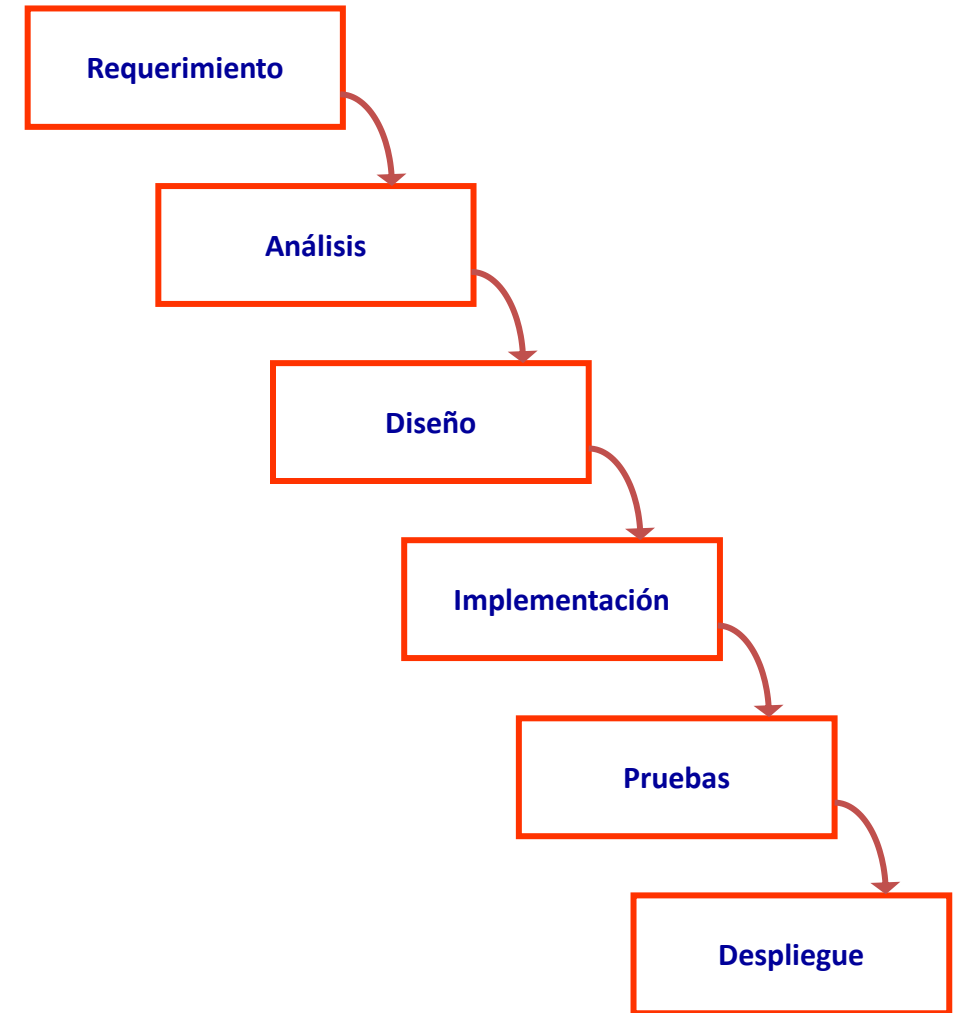 Requerimiento
Análisis
Diseño
Implementación
Pruebas
Despliegue